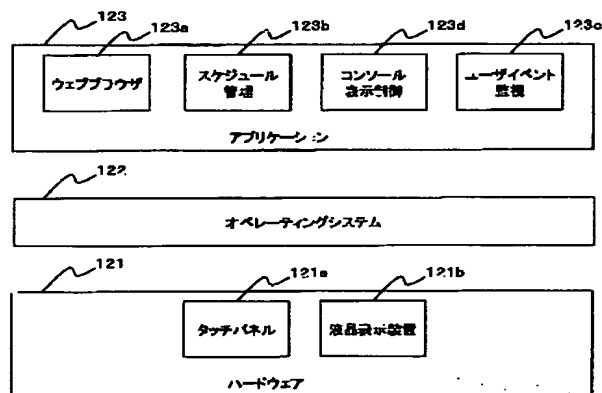 123
123a
123b
123d
123c
ウェブブラウザ
スケジュール
管理
コンソール
表示制御
ユーザイベント
監視
アプリケーション
122
オペレーティングシステム
121
121a
121b
タッチパネル
液晶表示装置
ハードウェア